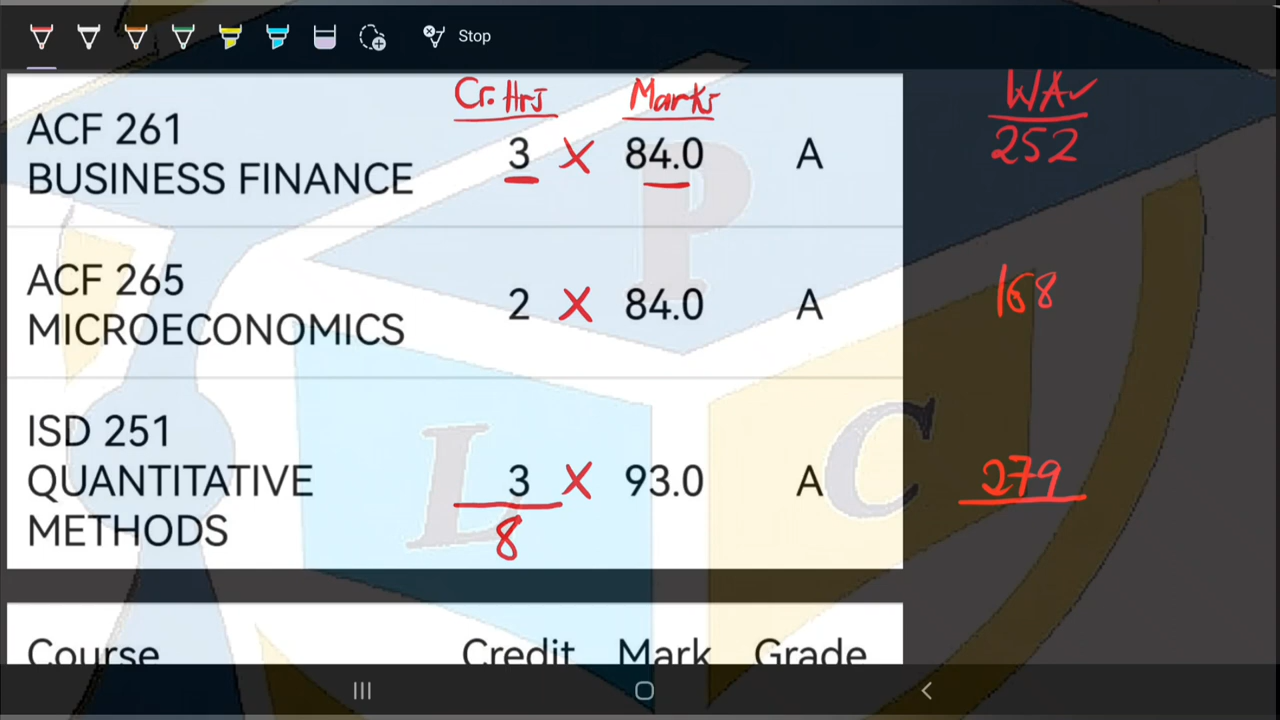 Stop
Cr. Hrs Marks WAv
ACF 261
BUSINESS FINANCE 3 X 84.0 A 252
ACF 265
MICROECONOMICS 2 X 84.0 A 168
ISD 251
QUANTITATIVE
METHODS 3 X 93.0 A 279
8
Course Credit Mark Grade
P
L
C